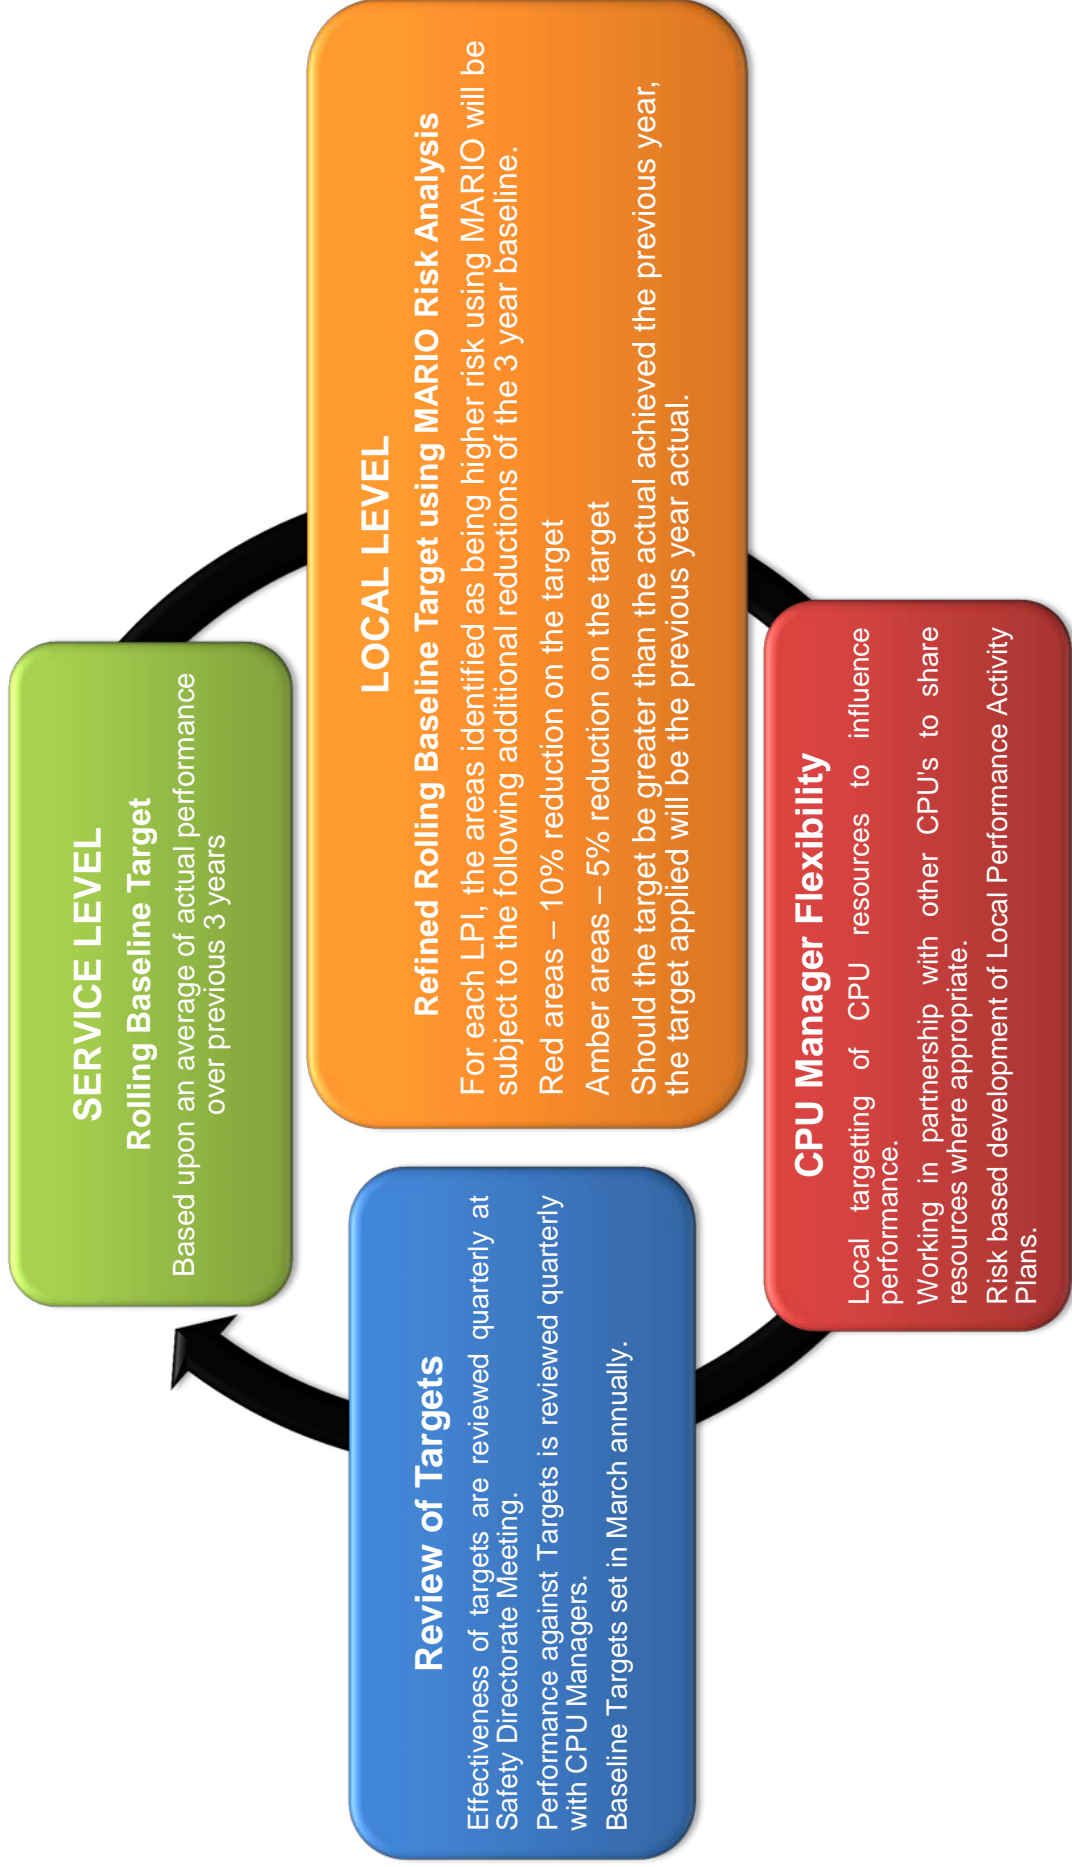 SERVICE LEVEL
Rolling Baseline Target
Based upon an average of actual performance
over previous 3 years
LOCAL LEVEL
Refined Rolling Baseline Target using MARIO Risk Analysis
For each LPI, the areas identified as being higher risk using MARIO will be
subject to the following additional reductions of the 3 year baseline.
Red areas – 10% reduction on the target
Amber areas – 5% reduction on the target
Should the target be greater than the actual achieved the previous year,
the target applied will be the previous year actual.
CPU Manager Flexibility
Local targetting of CPU resources to influence
performance.
Working in partnership with other CPU's to share
resources where appropriate.
Risk based development of Local Performance Activity
Plans.
Review of Targets
Effectiveness of targets are reviewed quarterly at
Safety Directorate Meeting.
Performance against Targets is reviewed quarterly
with CPU Managers.
Baseline Targets set in March annually.